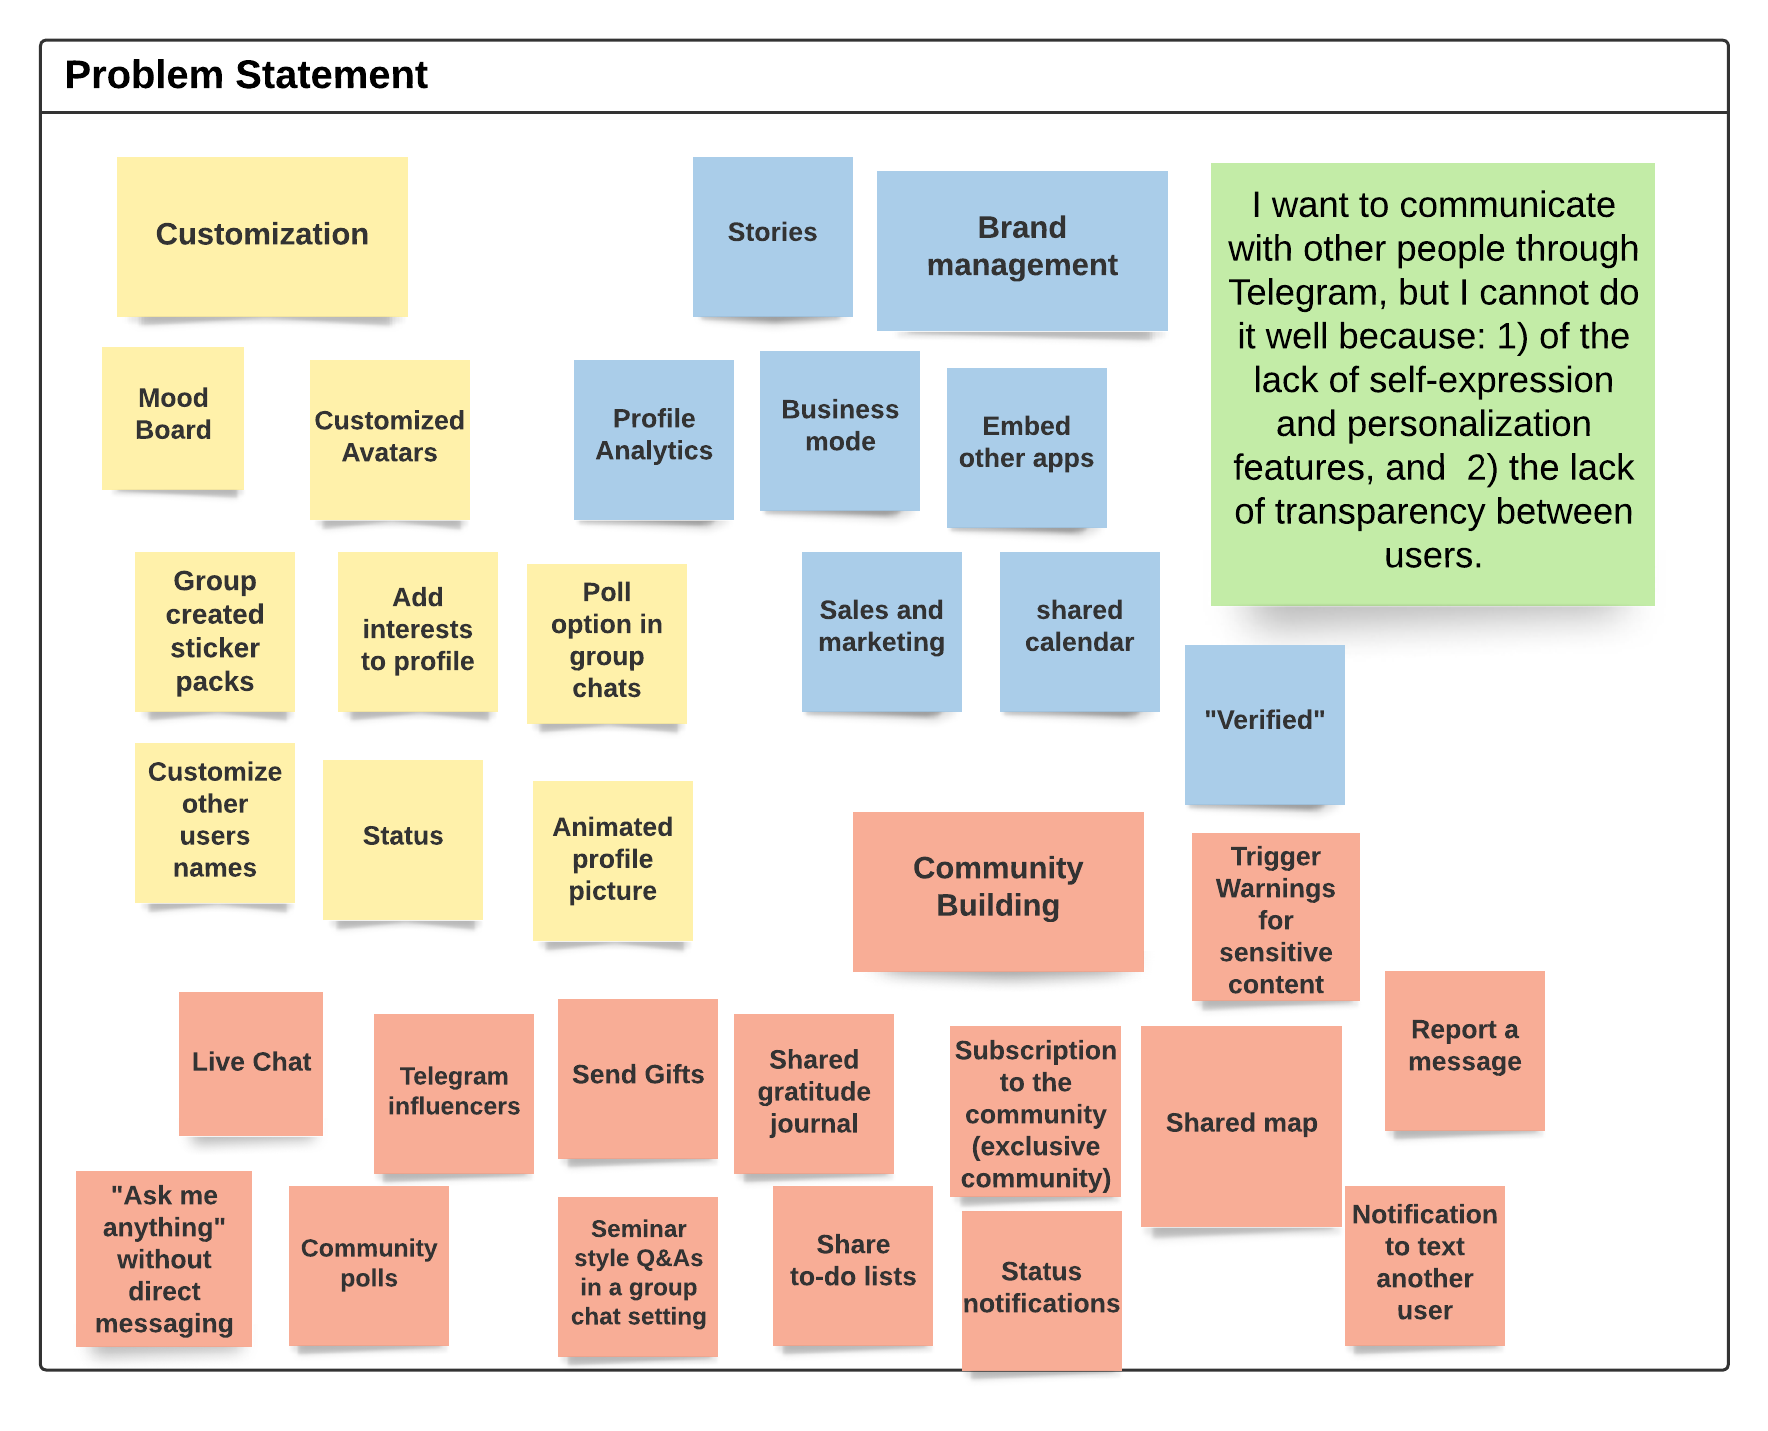 Problem Statement
Customization
Stories
Brand
management
I want to communicate
with other people through
Telegram, but I cannot do
it well because: 1) of the
lack of self-expression
and personalization
features, and  2) the lack
of transparency between
users.
Mood
Board
Customized
Avatars
Profile
Analytics
Business
mode
Embed
other apps
Group
created
sticker
packs
Add
interests
to profile
Poll
option in
group
chats
Sales and
marketing
shared
calendar
"Verified"
Customize
other
users
names
Status
Animated
profile
picture
Community
Building
Trigger
Warnings
for
sensitive
content
Live Chat
Telegram
influencers
Send Gifts
Shared
gratitude
journal
Subscription
to the
community
(exclusive
community)
Shared map
Report a
message
"Ask me
anything"
without
direct
messaging
Community
polls
Seminar
style Q&As
in a group
chat setting
Share
to-do lists
Status
notifications
Notification
to text
another
user